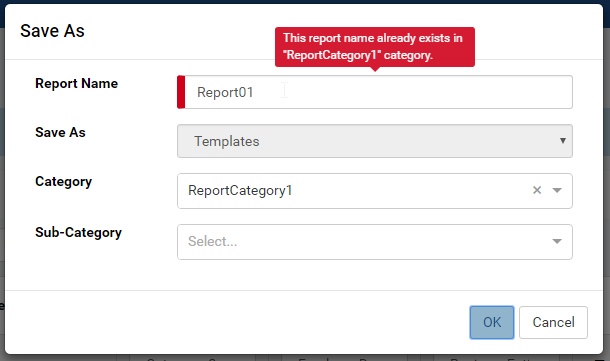 Save As
This report name already exists in
"ReportCategory1" category.
Report Name
Report01
Save As
Templates
Category
ReportCategory1
Sub-Category
Select...
OK
Cancel